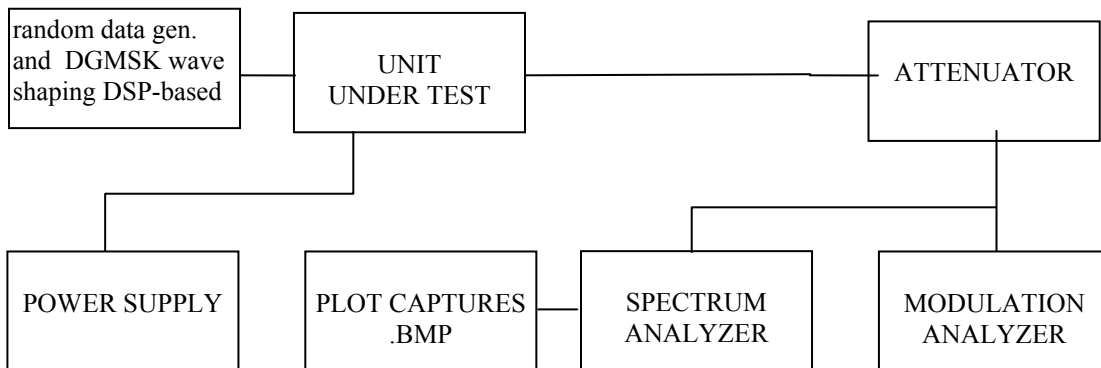 random data gen.
and DGMSK wave
shaping DSP-based
UNIT
UNDER TEST
ATTENUATOR
POWER SUPPLY
PLOT CAPTURES
.BMP
SPECTRUM
ANALYZER
MODULATION
ANALYZER